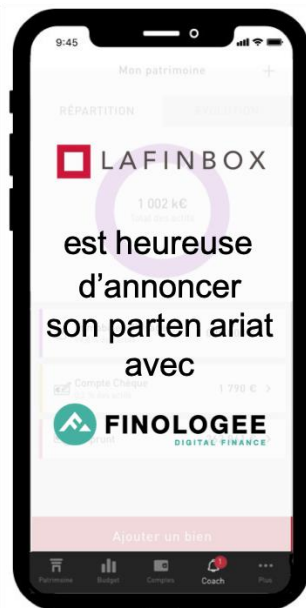 9:45
Mon patrimoine +
RÉPARTITION
LAFINBOX
1 002 k€
est heureuse
d'annoncer
son parten ariat
avec
Compte Chèque
1 790 € >
FINOLOGEE
DIGITAL FINANCE
Ajouter un bien
1
Patrimoine Budget Comptes Coach Plus